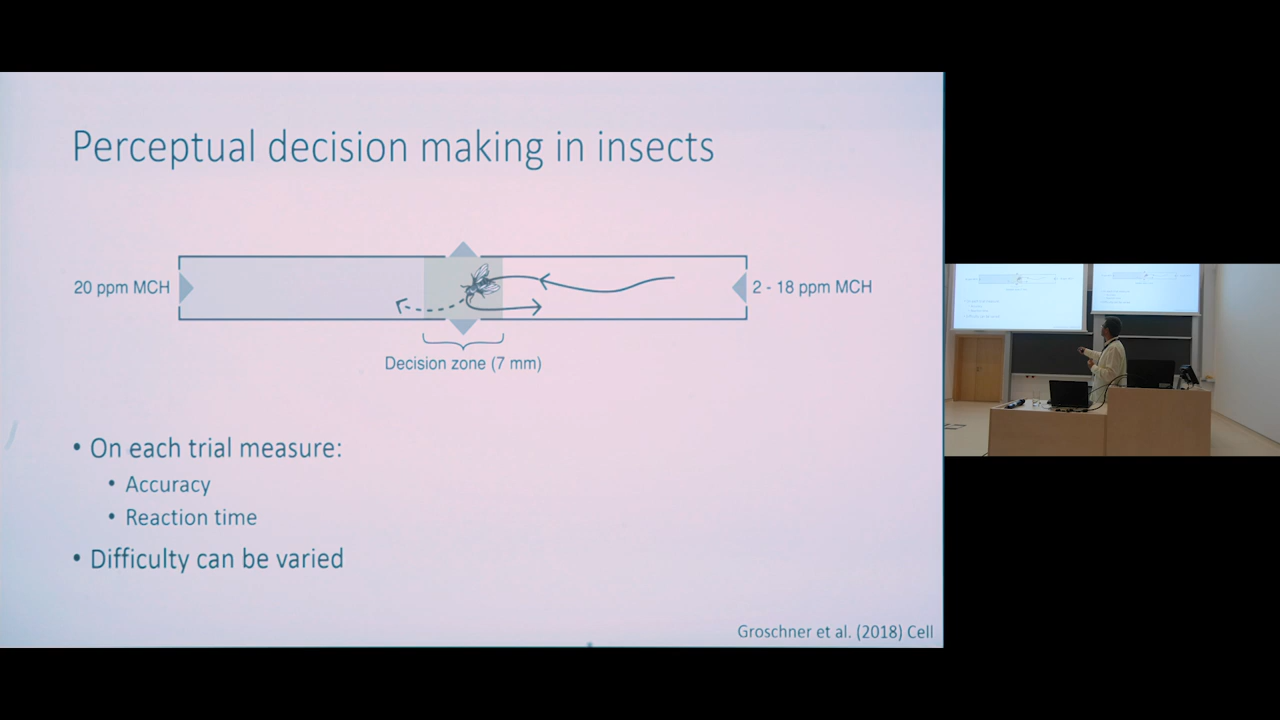 Perceptual decision making in insects
20 ppm MCH
2 - 18 ppm MCH
Decision zone (7 mm)
• On each trial measure:
• Accuracy
• Reaction time
• Difficulty can be varied
Groschner et al. (2018) Cell